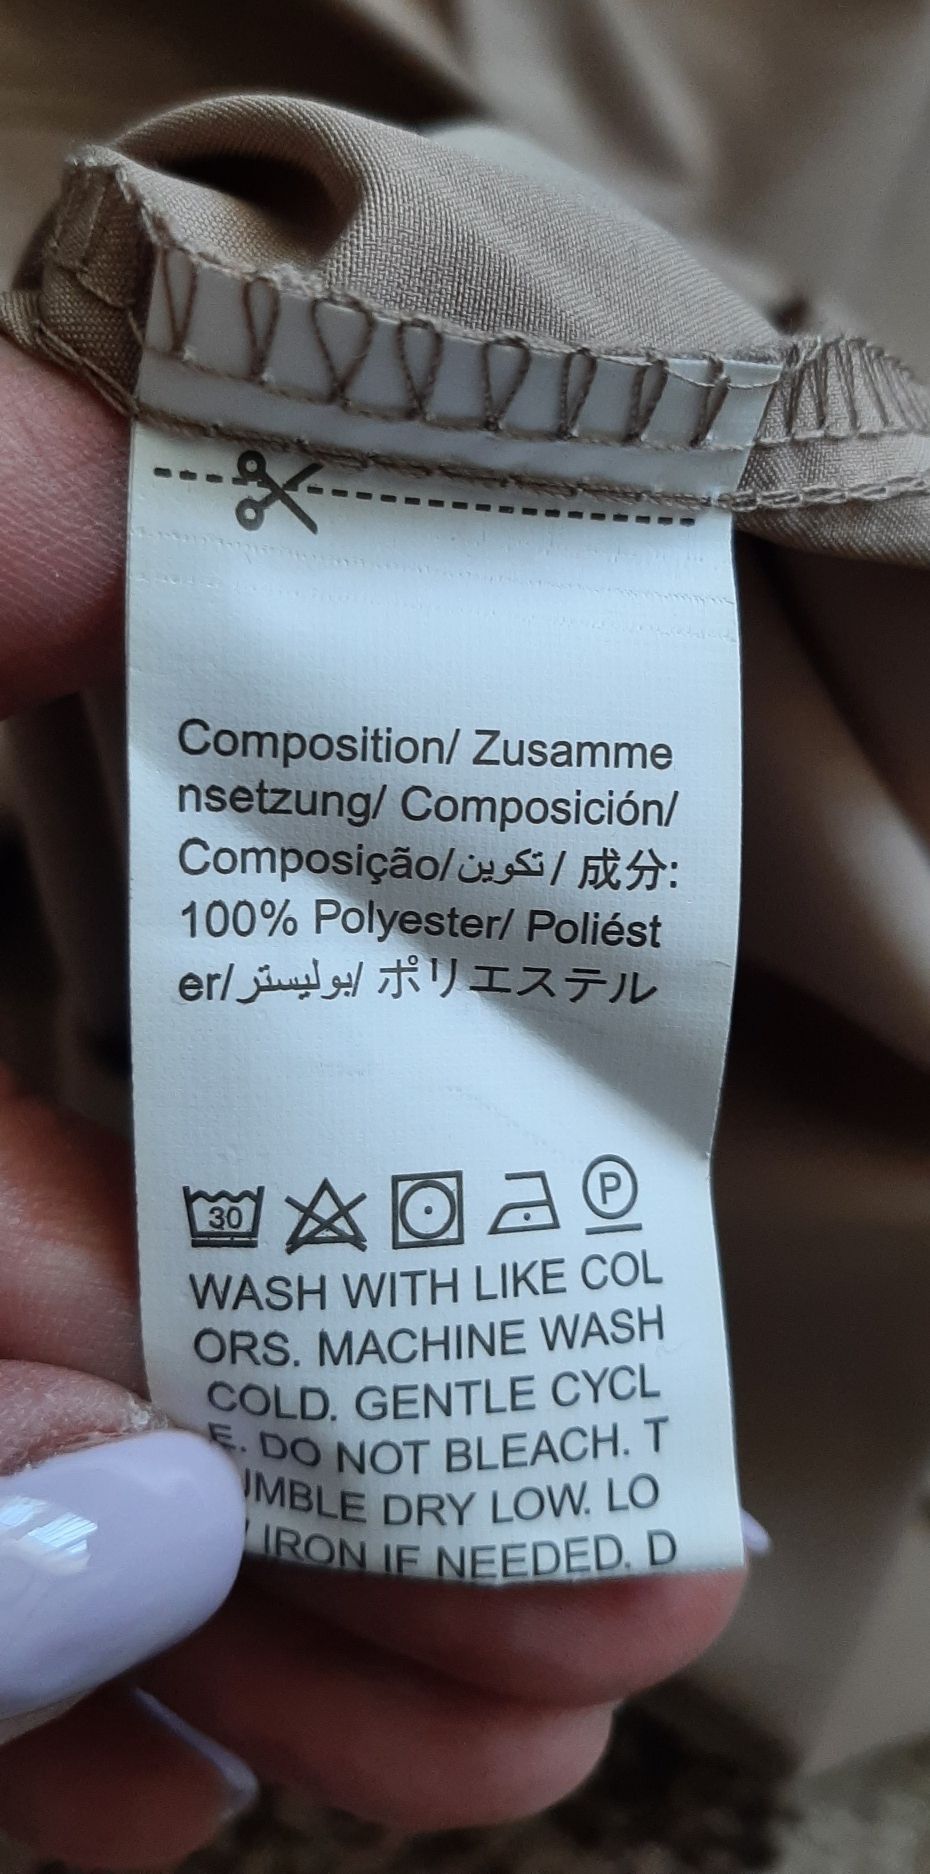 Composition/ Zusamme
nsetzung/ Composición/
Composição/تكوين/ 成分:
100% Polyester/ Poliést
er/بوليستر/ ポリエステル
30
P
WASH WITH LIKE COL
ORS. MACHINE WASH
COLD. GENTLE CYCL
E. DO NOT BLEACH. T
UMBLE DRY LOW. LO
IRON IF NEEDED. D